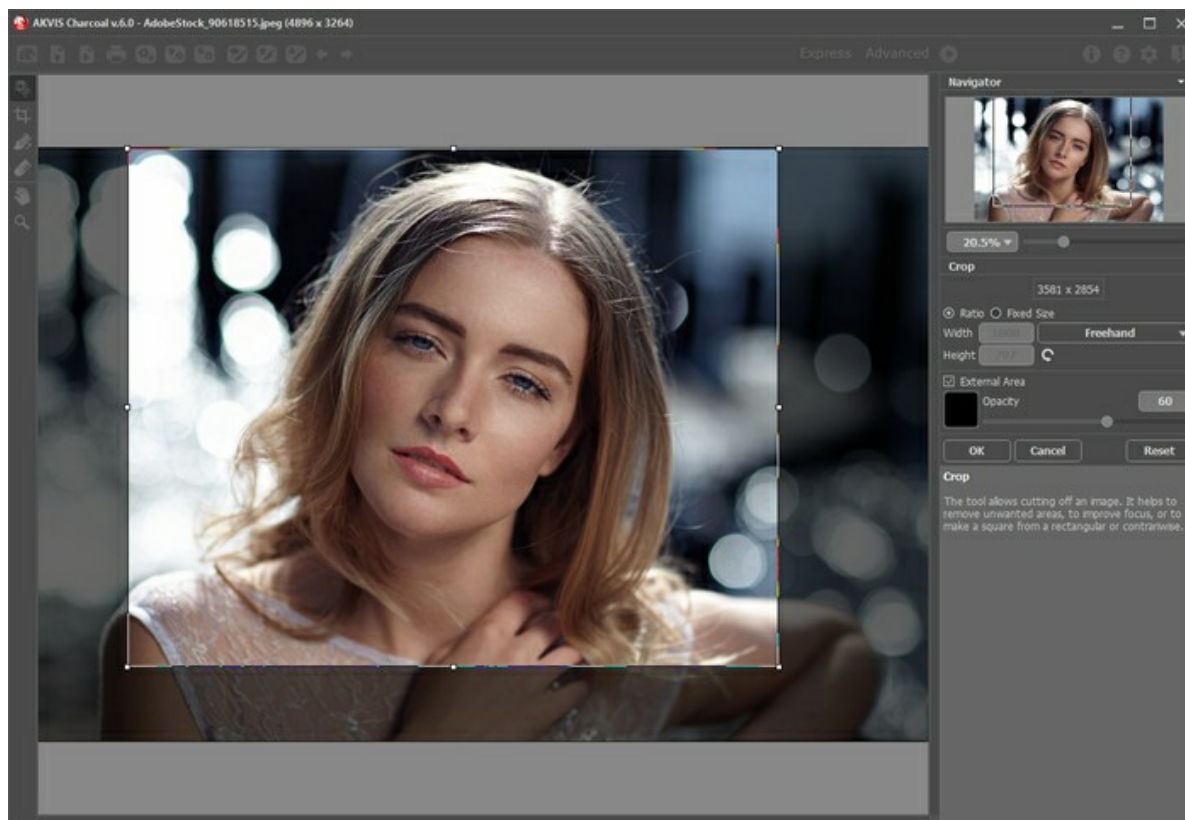 AKVIS Charcoal v.6.0 - AdobeStock_90618515.jpeg (4896 x 3264)
Express Advanced
Navigator
20.5%
Crop
3581 x 2854
Ratio Fixed Size
Width Freehand
Height
External Area
Opacity 60
OK Cancel Reset
Crop
The tool allows cutting off an image. It helps to
remove unwanted areas, to improve focus, or to
make a square from a rectangular or contrariwise.